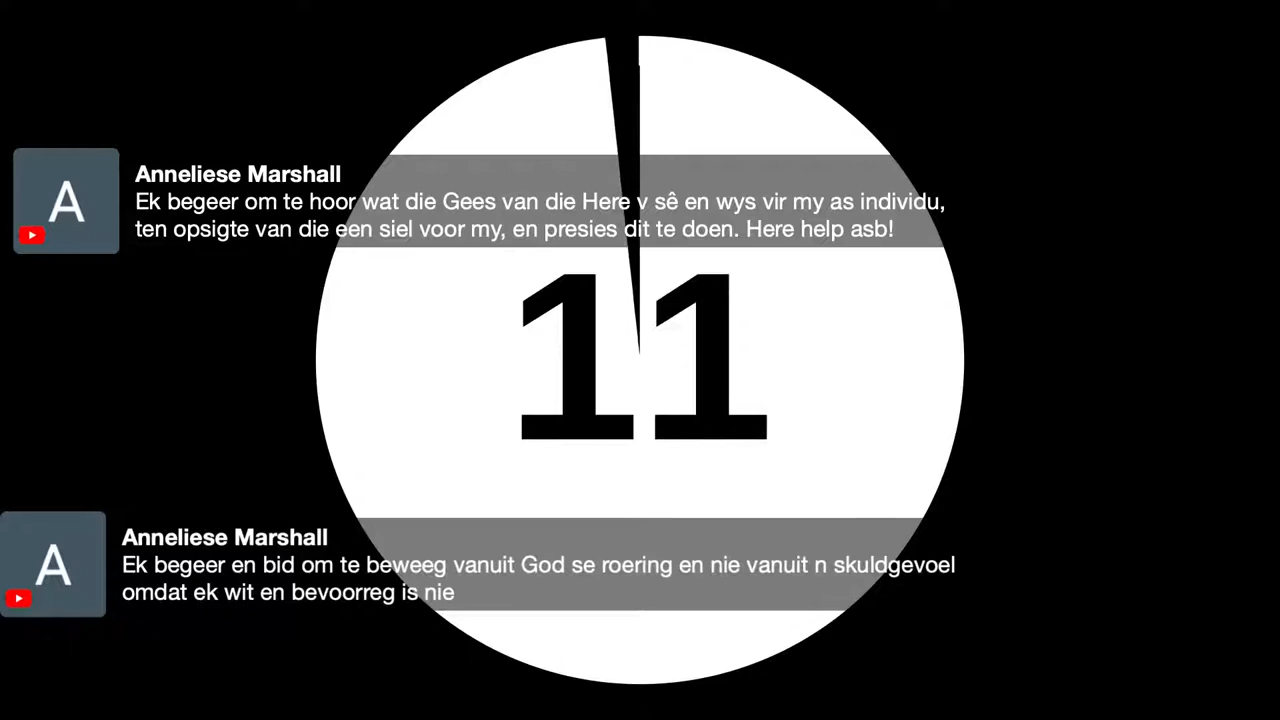 A
Anneliese Marshall
Ek begeer om te hoor wat die Gees van die Here v sê en wys vir my as individu,
ten opsigte van die een siel voor my, en presies dit te doen. Here help asb!
11
A
Anneliese Marshall
Ek begeer en bid om te beweeg vanuit God se roering en nie vanuit n skuldgevoel
omdat ek wit en bevoorreg is nie